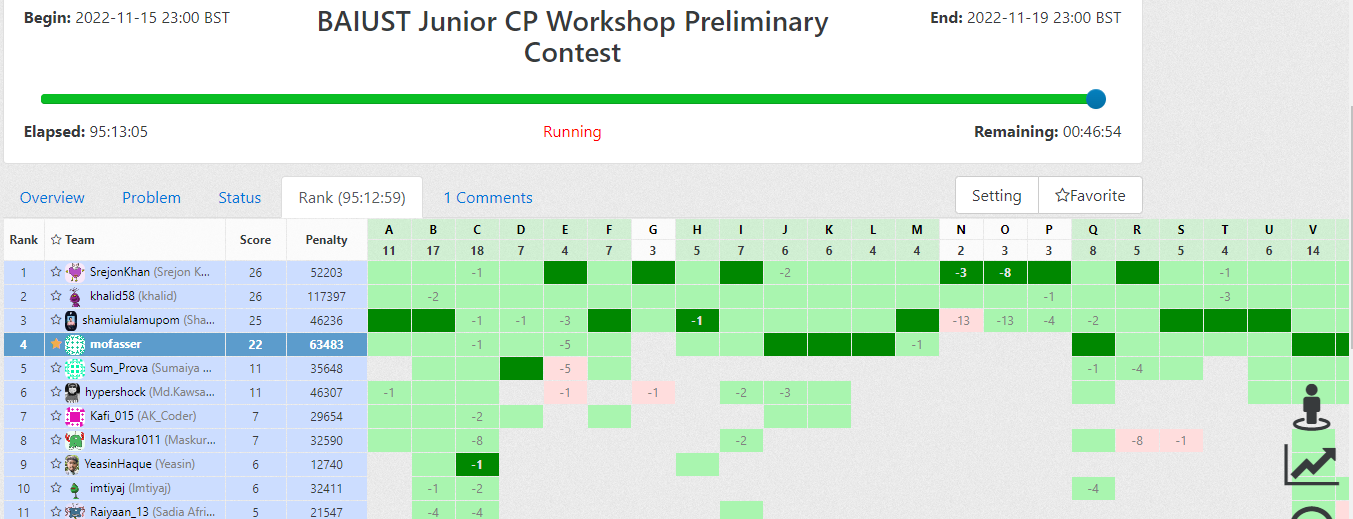 Begin: 2022-11-15 23:00 BST
BAIUST Junior CP Workshop Preliminary
Contest
End: 2022-11-19 23:00 BST
Elapsed: 95:13:05
Running
Remaining: 00:46:54
Overview Problem Status Rank (95:12:59) 1 Comments Setting Favorite
Rank Team Score Penalty A B C D E F G H I J K L M N O P Q R S T U V
11 17 18 7 4 7 3 5 7 6 6 4 4 2 3 3 8 5 5 4 6 14
1 SrejonKhan (Srejon K... 26 52203 -1 -2 -3 -8 -1
2 khalid58 (khalid) 26 117397 -2 -1 -3
3 shamiulalamupom (Sha... 25 46236 -1 -1 -3 -1 -13 -13 -4 -2
4 mofasser 22 63483 -1 -5 -1
5 Sum_Prova (Sumaiya ... 11 35648 -5 -1 -4
6 hypershock (Md.Kawsa... 11 46307 -1 -1 -1 -2 -3
7 Kafi_015 (AK_Coder) 7 29654 -2
8 Maskura1011 (Maskur... 7 32590 -8 -2 -8 -1
9 YeasinHaque (Yeasin) 6 12740 -1
10 imtiyaj (Imtiyaj) 6 32411 -1 -2 -4
11 Raiyaan_13 (Sadia Afri... 5 21547 -4 -4